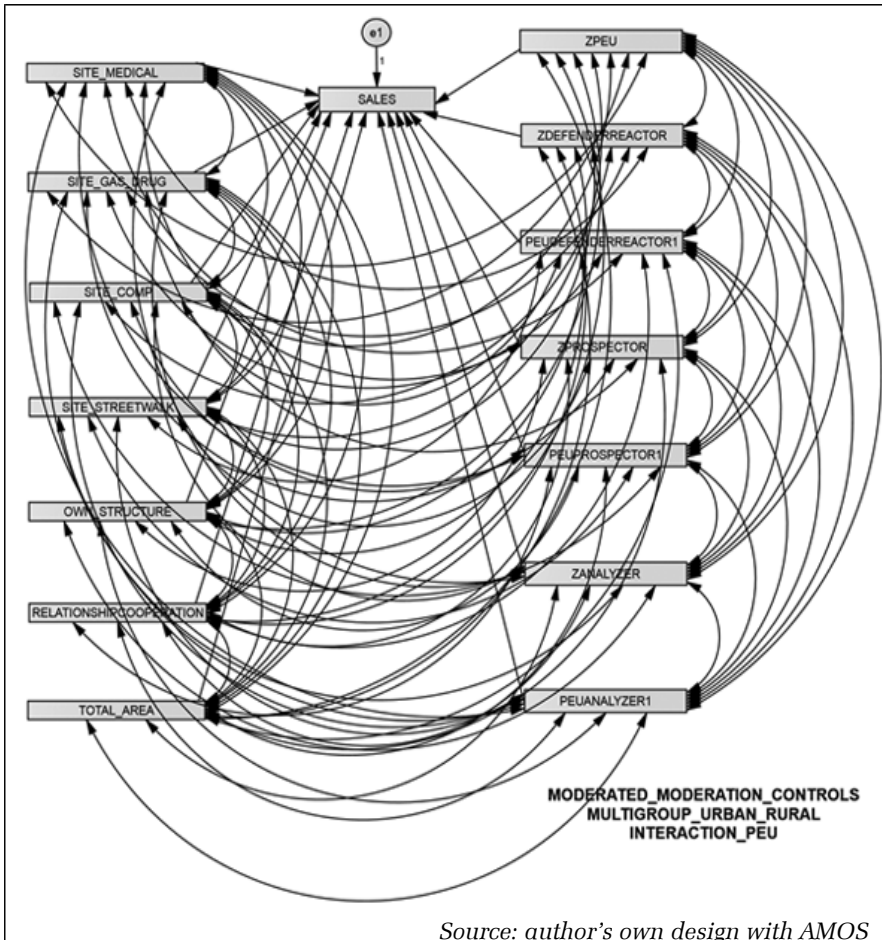 e1
1
SALES
SITE_MEDICAL
SITE_GAS_DRUG
SITE_COMP
SITE_STREETWALK
OWN_STRUCTURE
RELATIONSHIPCOOPERATION
TOTAL_AREA
ZPEU
ZDEFENDERREACTOR
PEUDEFENDERREACTOR1
ZPROSPECTOR
PEUPROSPECTOR1
ZANALYZER
PEUANALYZER1
MODERATED_MODERATION_CONTROLS
MULTIGROUP_URBAN_RURAL
INTERACTION_PEU
Source: author's own design with AMOS